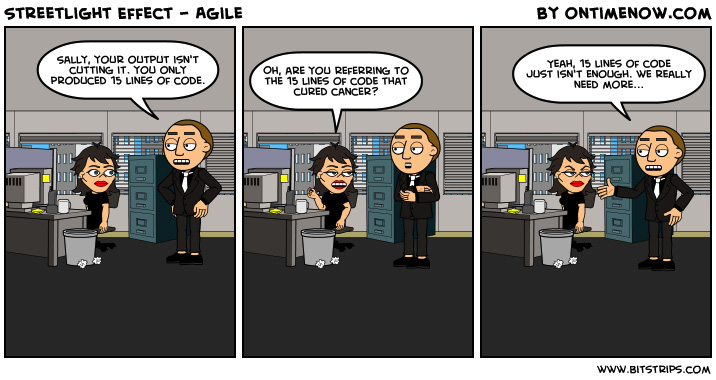 STREETLIGHT EFFECT - AGILE
BY ONTIMENOW.COM
SALLY, YOUR OUTPUT ISN'T
CUTTING IT. YOU ONLY
PRODUCED 15 LINES OF CODE.
OH, ARE YOU REFERRING TO
THE 15 LINES OF CODE THAT
CURED CANCER?
YEAH, 15 LINES OF CODE
JUST ISN'T ENOUGH. WE REALLY
NEED MORE...
WWW.BITSTRIPS.COM